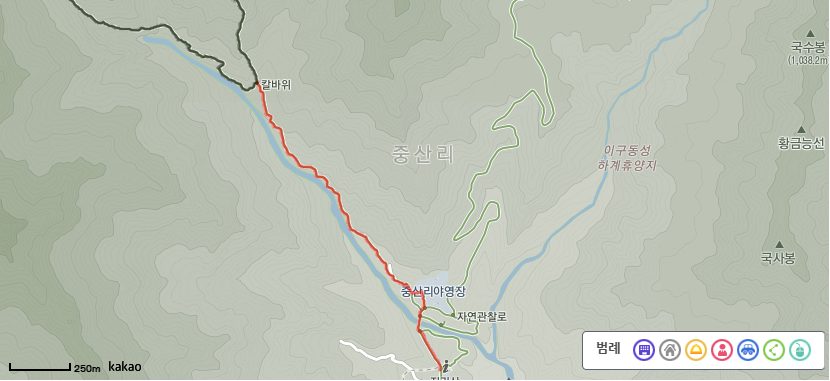 국수봉
(1,038.2m)
칼바위
황금능선
중산리
이구동성
하계휴양지
국사봉
중산리야영장
자연관찰로
범례
250m kakao